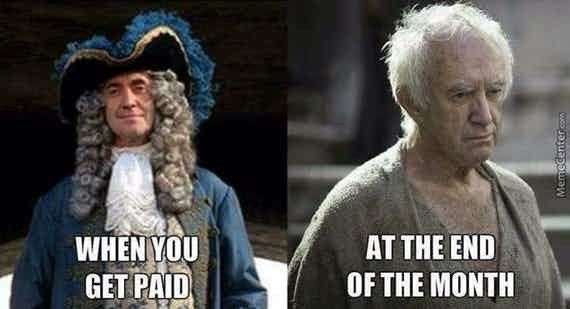 WHEN YOU
GET PAID
AT THE END
OF THE MONTH
MemeCenter.com